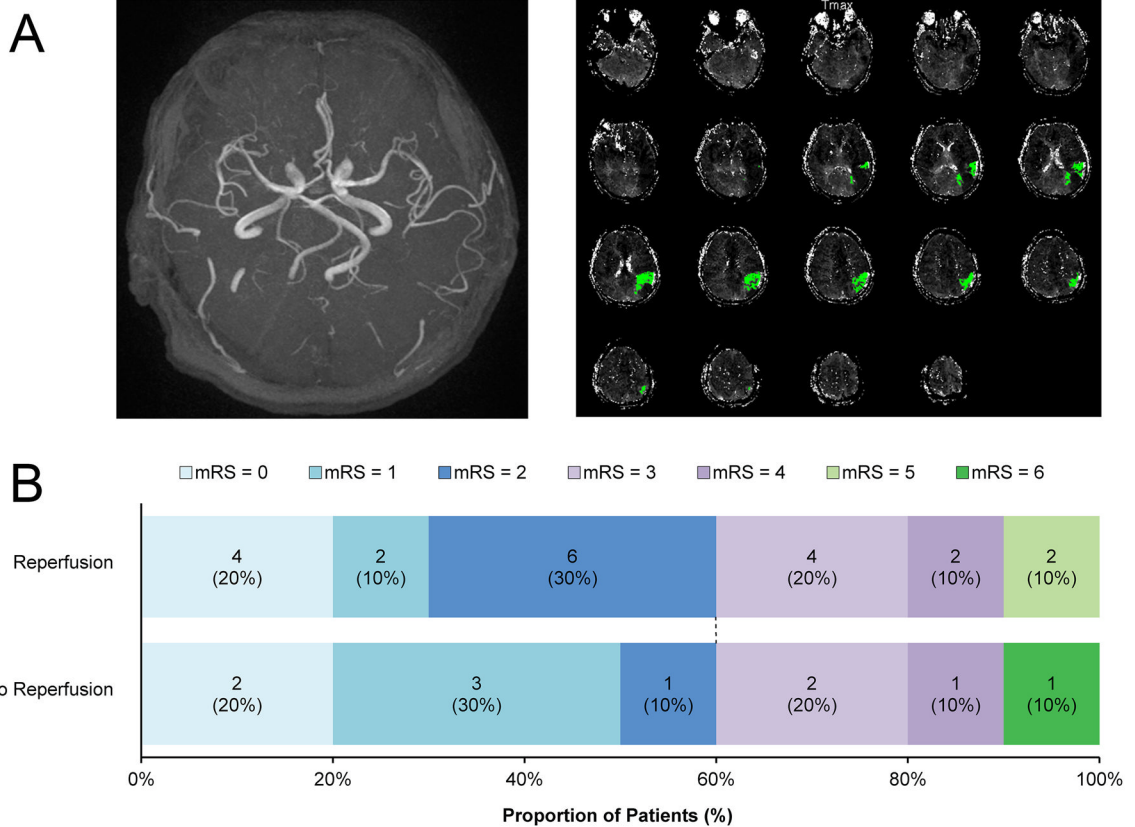 A
Tmax
B
mRS = 0 mRS = 1 mRS = 2 mRS = 3 mRS = 4 mRS = 5 mRS = 6
Reperfusion
4 2 6 4 2 2
(20%) (10%) (30%) (20%) (10%) (10%)
o Reperfusion
2 3 1 2 1 1
(20%) (30%) (10%) (20%) (10%) (10%)
0% 20% 40% 60% 80% 100%
Proportion of Patients (%)